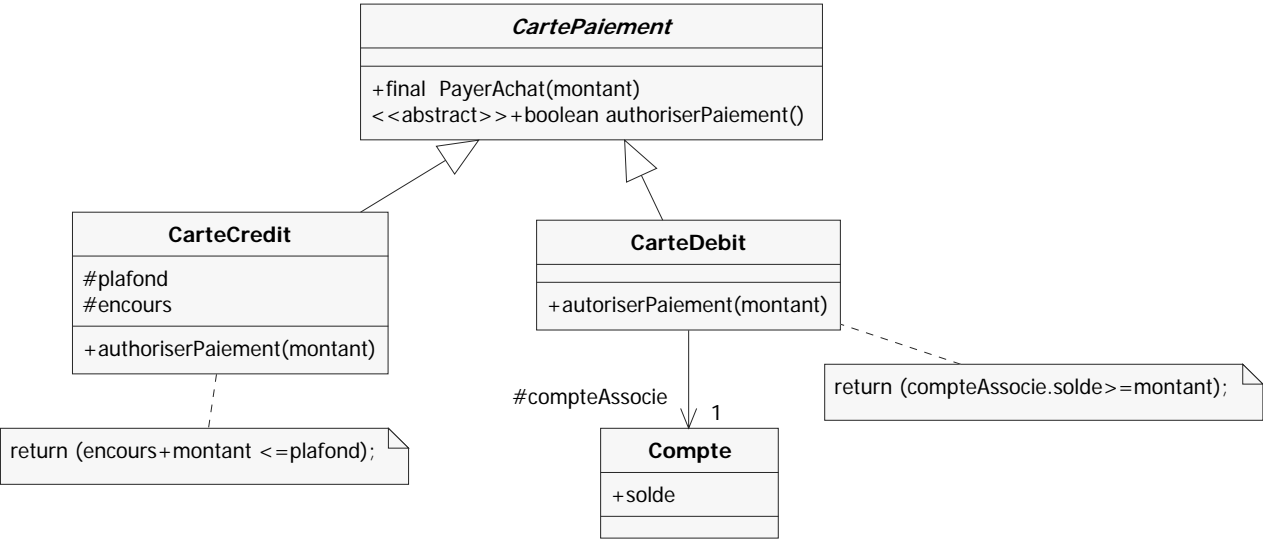 CartePaiement
+final PayerAchat(montant)
<<abstract>>+boolean authoriserPaiement()
CarteCredit
#plafond
#encours
+authoriserPaiement(montant)
CarteDebit
+autoriserPaiement(montant)
return (encours+montant <=plafond);
return (compteAssocie.solde>=montant);
#compteAssocie
1
Compte
+solde